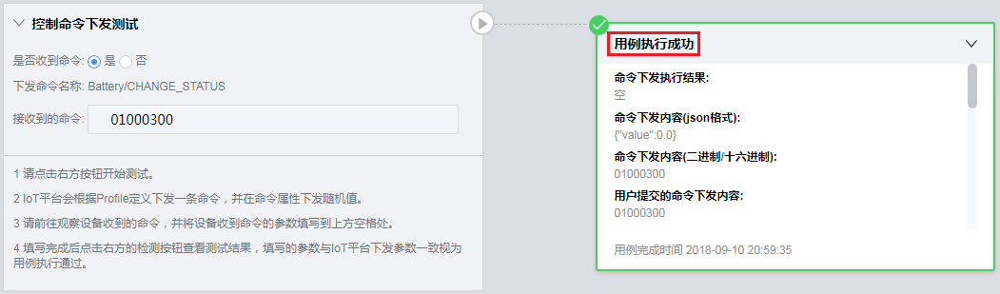 控制命令下发测试
是否收到命令: 是 否
下发命令名称: Battery/CHANGE_STATUS
接收到的命令: 01000300
1 请点击右方按钮开始测试。
2 IoT平台会根据Profile定义下发一条命令，并在命令属性下发随机值。
3 请前往观察设备收到的命令，并将设备收到命令的参数填写到上方空格处。
4 填写完成后点击右方的检测按钮查看测试结果，填写的参数与IoT平台下发参数一致视为
用例执行通过。
用例执行成功
命令下发执行结果:
空
命令下发内容(json格式):
{"value":0.0}
命令下发内容(二进制/十六进制):
01000300
用户提交的命令下发内容:
01000300
用例完成时间 2018-09-10 20:59:35